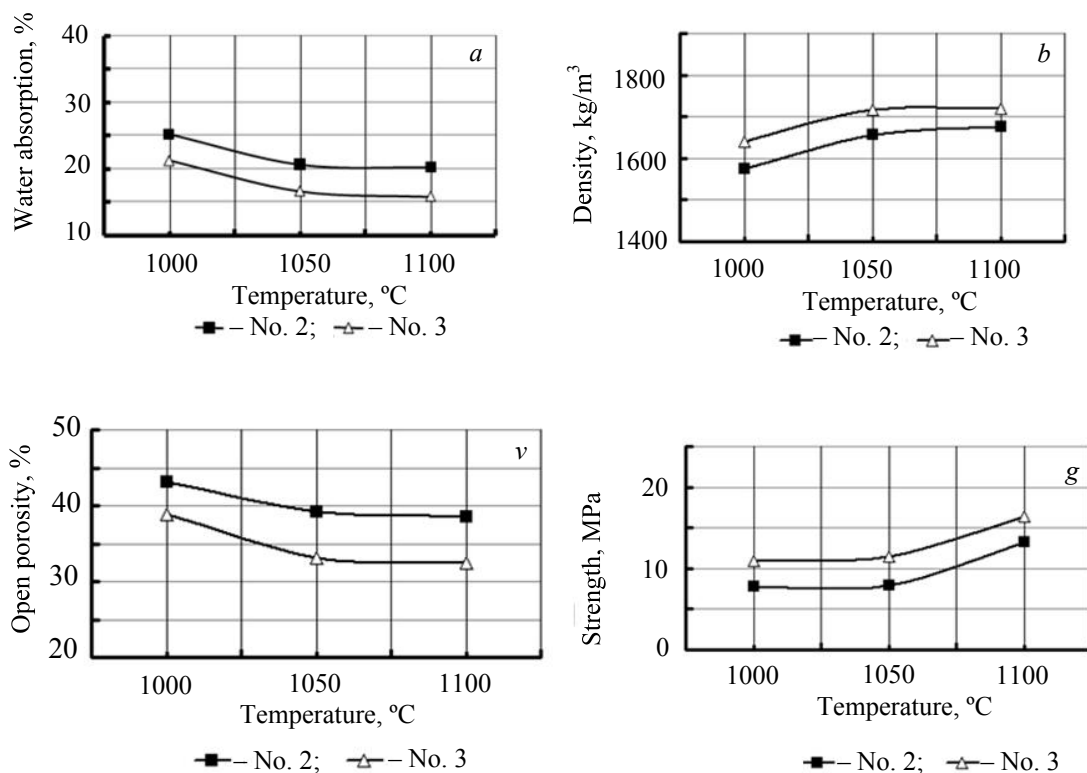 Water absorption, %
40
30
20
10
a
1000 1050 1100
Temperature, ºC
– No. 2; – No. 3
Density, kg/m³
1800
1600
1400
b
1000 1050 1100
Temperature, ºC
– No. 2; – No. 3
Open porosity, %
50
40
30
20
v
1000 1050 1100
Temperature, ºC
– No. 2; – No. 3
Strength, MPa
20
10
0
g
1000 1050 1100
Temperature, ºC
– No. 2; – No. 3